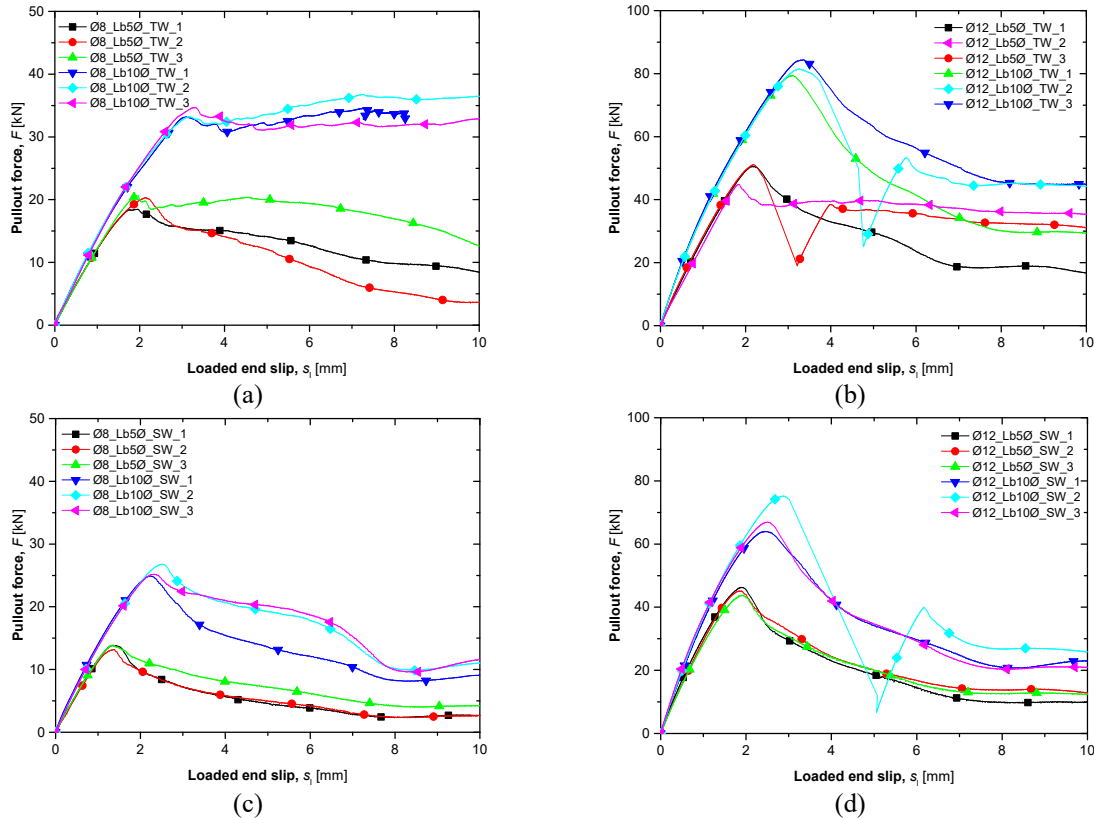 50
40
30
20
10
0
Pullout force, F [kN]
Ø8_Lb5Ø_TW_1
Ø8_Lb5Ø_TW_2
Ø8_Lb5Ø_TW_3
Ø8_Lb10Ø_TW_1
Ø8_Lb10Ø_TW_2
Ø8_Lb10Ø_TW_3
0 2 4 6 8 10
Loaded end slip, sₗ [mm]
(a)
100
80
60
40
20
0
Pullout force, F [kN]
Ø12_Lb5Ø_TW_1
Ø12_Lb5Ø_TW_2
Ø12_Lb5Ø_TW_3
Ø12_Lb10Ø_TW_1
Ø12_Lb10Ø_TW_2
Ø12_Lb10Ø_TW_3
0 2 4 6 8 10
Loaded end slip, sₗ [mm]
(b)
50
40
30
20
10
0
Pullout force, F [kN]
Ø8_Lb5Ø_SW_1
Ø8_Lb5Ø_SW_2
Ø8_Lb5Ø_SW_3
Ø8_Lb10Ø_SW_1
Ø8_Lb10Ø_SW_2
Ø8_Lb10Ø_SW_3
0 2 4 6 8 10
Loaded end slip, sₗ [mm]
(c)
100
80
60
40
20
0
Pullout force, F [kN]
Ø12_Lb5Ø_SW_1
Ø12_Lb5Ø_SW_2
Ø12_Lb5Ø_SW_3
Ø12_Lb10Ø_SW_1
Ø12_Lb10Ø_SW_2
Ø12_Lb10Ø_SW_3
0 2 4 6 8 10
Loaded end slip, sₗ [mm]
(d)